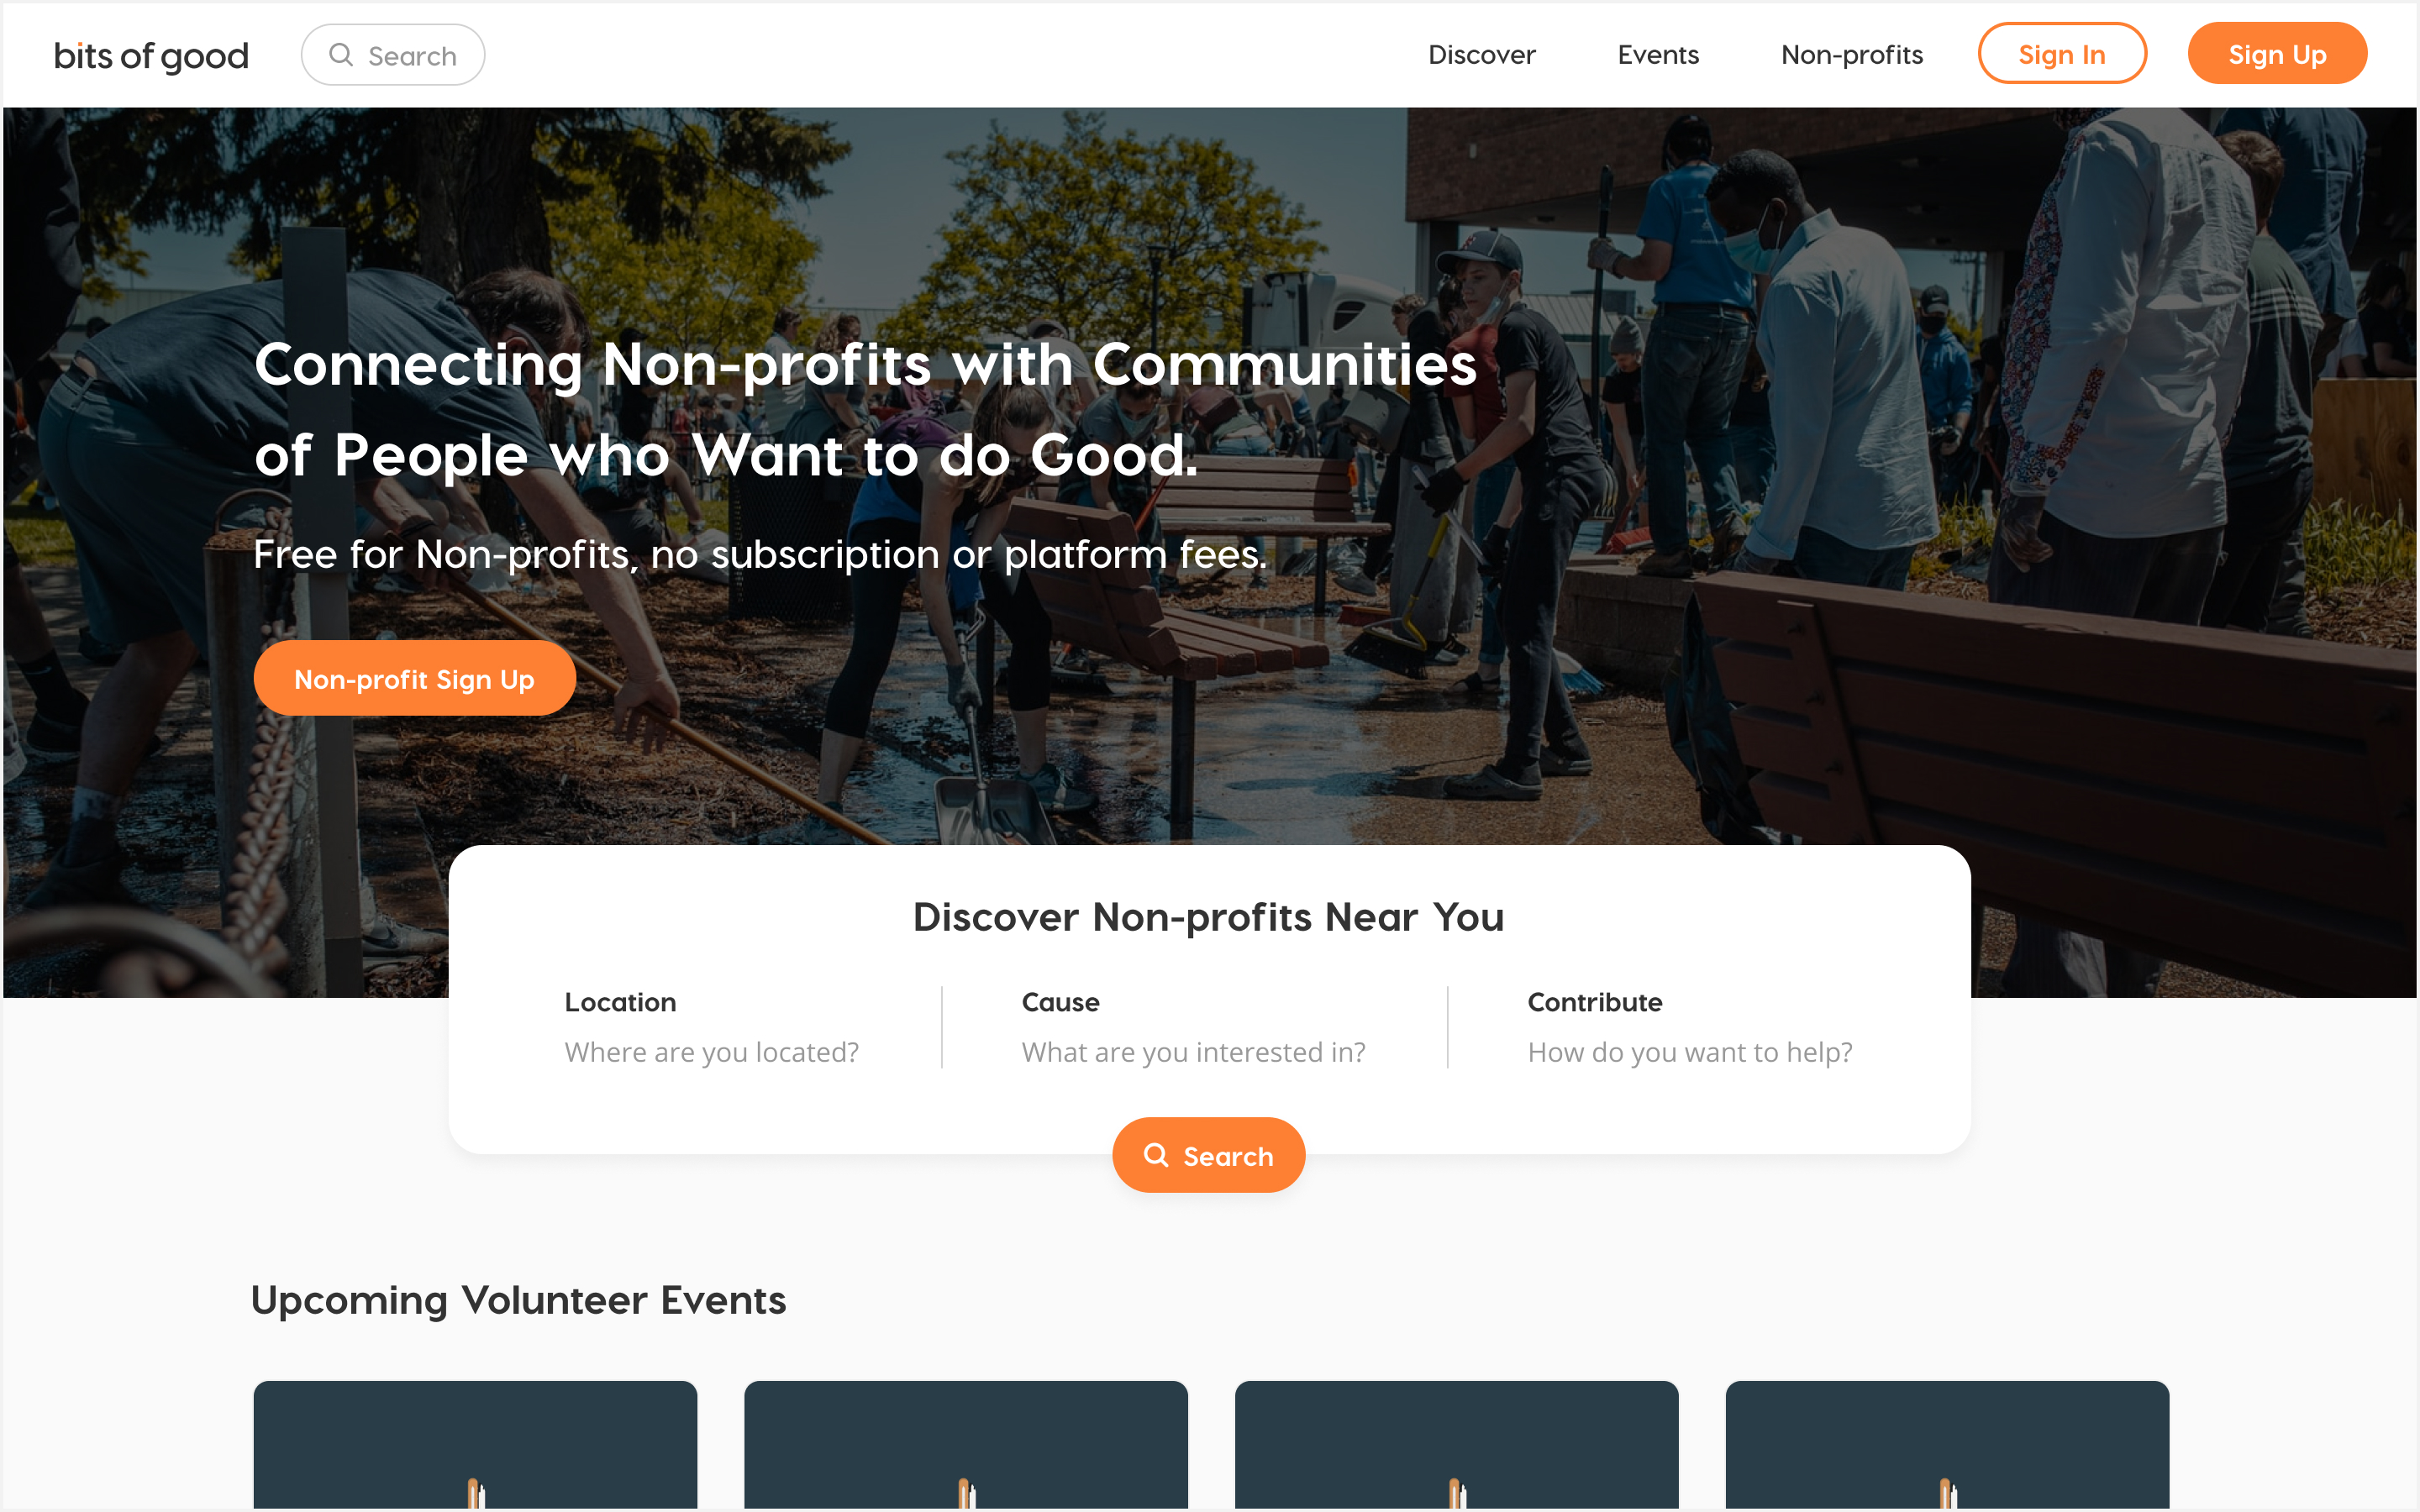 bits of good
Search
Discover
Events
Non-profits
Sign In
Sign Up
Connecting Non-profits with Communities
of People who Want to do Good.
Free for Non-profits, no subscription or platform fees.
Non-profit Sign Up
Discover Non-profits Near You
Location
Where are you located?
Cause
What are you interested in?
Contribute
How do you want to help?
Search
Upcoming Volunteer Events